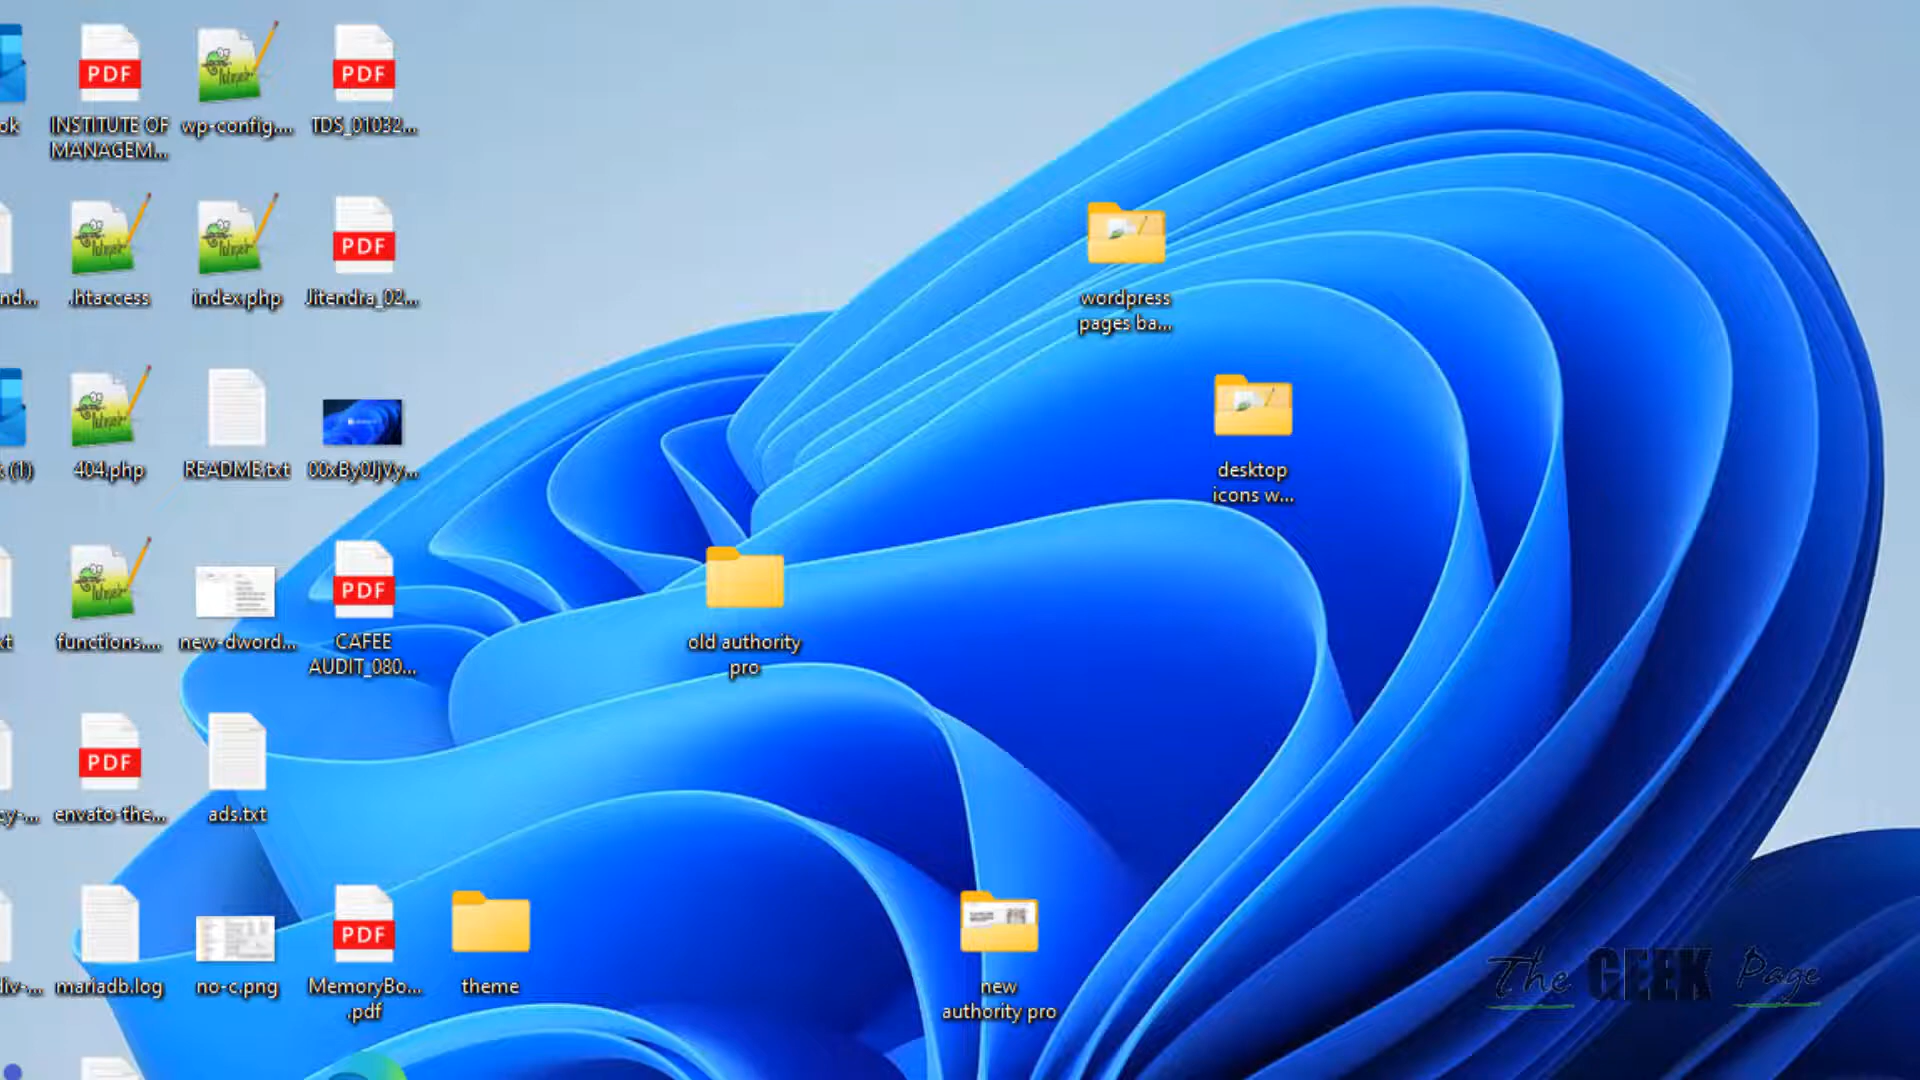 ok
PDF
INSTITUTE OF
MANAGEM...
wp-config....
PDF
TDS_01032...
nd...
.htaccess
index.php
PDF
Jitendra_02...
wordpress
pages ba...
(1)
404.php
README.txt
00xBy0JjVy...
desktop
icons w...
xt
functions....
new-dword...
PDF
CAFEE
AUDIT_080...
old authority
pro
cy-...
PDF
envato-the...
ads.txt
div-...
mariadb.log
no-c.png
PDF
MemoryBo...
.pdf
theme
new
authority pro
The GEEK Page